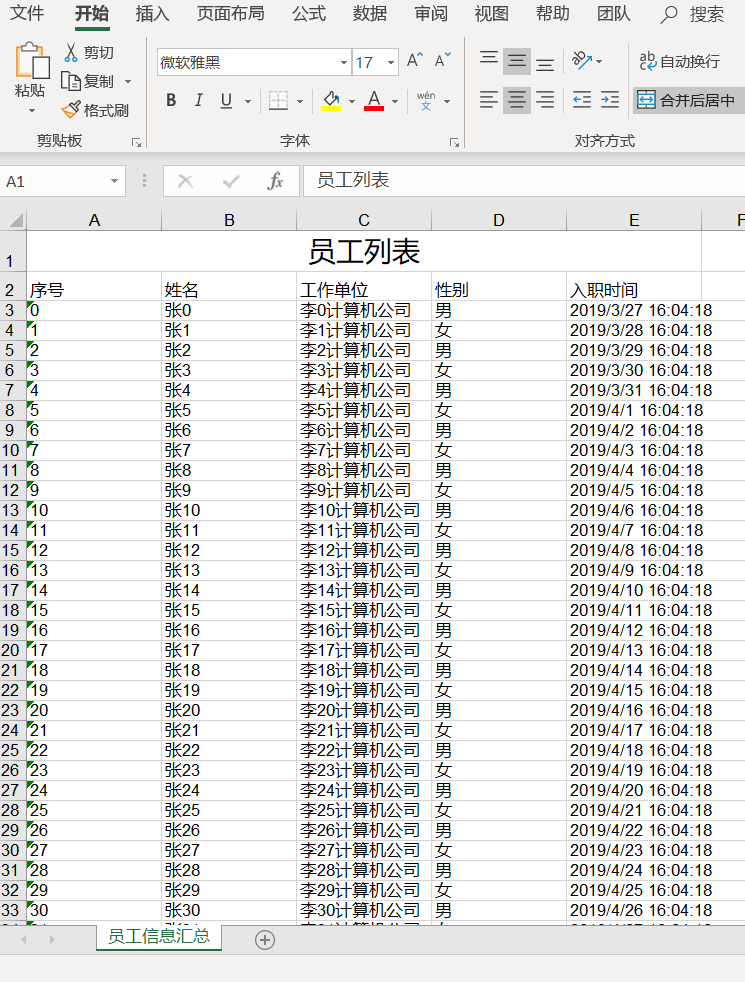 文件 开始 插入 页面布局 公式 数据 审阅 视图 帮助 团队 搜索
粘贴 剪切
复制
格式刷
剪贴板
微软雅黑 17 A A
B I U A wén 文
字体
ab 自动换行
合并后居中
对齐方式
A1 fx 员工列表
A B C D E F
1 员工列表
2 序号 姓名 工作单位 性别 入职时间
3 0 张0 李0计算机公司 男 2019/3/27 16:04:18
4 1 张1 李1计算机公司 女 2019/3/28 16:04:18
5 2 张2 李2计算机公司 男 2019/3/29 16:04:18
6 3 张3 李3计算机公司 女 2019/3/30 16:04:18
7 4 张4 李4计算机公司 男 2019/3/31 16:04:18
8 5 张5 李5计算机公司 女 2019/4/1 16:04:18
9 6 张6 李6计算机公司 男 2019/4/2 16:04:18
10 7 张7 李7计算机公司 女 2019/4/3 16:04:18
11 8 张8 李8计算机公司 男 2019/4/4 16:04:18
12 9 张9 李9计算机公司 女 2019/4/5 16:04:18
13 10 张10 李10计算机公司 男 2019/4/6 16:04:18
14 11 张11 李11计算机公司 女 2019/4/7 16:04:18
15 12 张12 李12计算机公司 男 2019/4/8 16:04:18
16 13 张13 李13计算机公司 女 2019/4/9 16:04:18
17 14 张14 李14计算机公司 男 2019/4/10 16:04:18
18 15 张15 李15计算机公司 女 2019/4/11 16:04:18
19 16 张16 李16计算机公司 男 2019/4/12 16:04:18
20 17 张17 李17计算机公司 女 2019/4/13 16:04:18
21 18 张18 李18计算机公司 男 2019/4/14 16:04:18
22 19 张19 李19计算机公司 女 2019/4/15 16:04:18
23 20 张20 李20计算机公司 男 2019/4/16 16:04:18
24 21 张21 李21计算机公司 女 2019/4/17 16:04:18
25 22 张22 李22计算机公司 男 2019/4/18 16:04:18
26 23 张23 李23计算机公司 女 2019/4/19 16:04:18
27 24 张24 李24计算机公司 男 2019/4/20 16:04:18
28 25 张25 李25计算机公司 女 2019/4/21 16:04:18
29 26 张26 李26计算机公司 男 2019/4/22 16:04:18
30 27 张27 李27计算机公司 女 2019/4/23 16:04:18
31 28 张28 李28计算机公司 男 2019/4/24 16:04:18
32 29 张29 李29计算机公司 女 2019/4/25 16:04:18
33 30 张30 李30计算机公司 男 2019/4/26 16:04:18
员工信息汇总